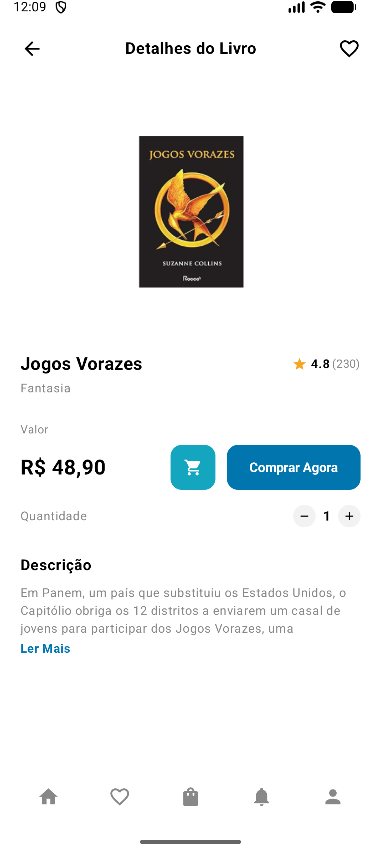 12:09
Detalhes do Livro
JOGOS VORAZES
SUZANNE COLLINS
Rocco
Jogos Vorazes
4.8 (230)
Fantasia
Valor
R$ 48,90
Comprar Agora
Quantidade
1
Descrição
Em Panem, um país que substituiu os Estados Unidos, o
Capitólio obriga os 12 distritos a enviarem um casal de
jovens para participar dos Jogos Vorazes, uma
Ler Mais